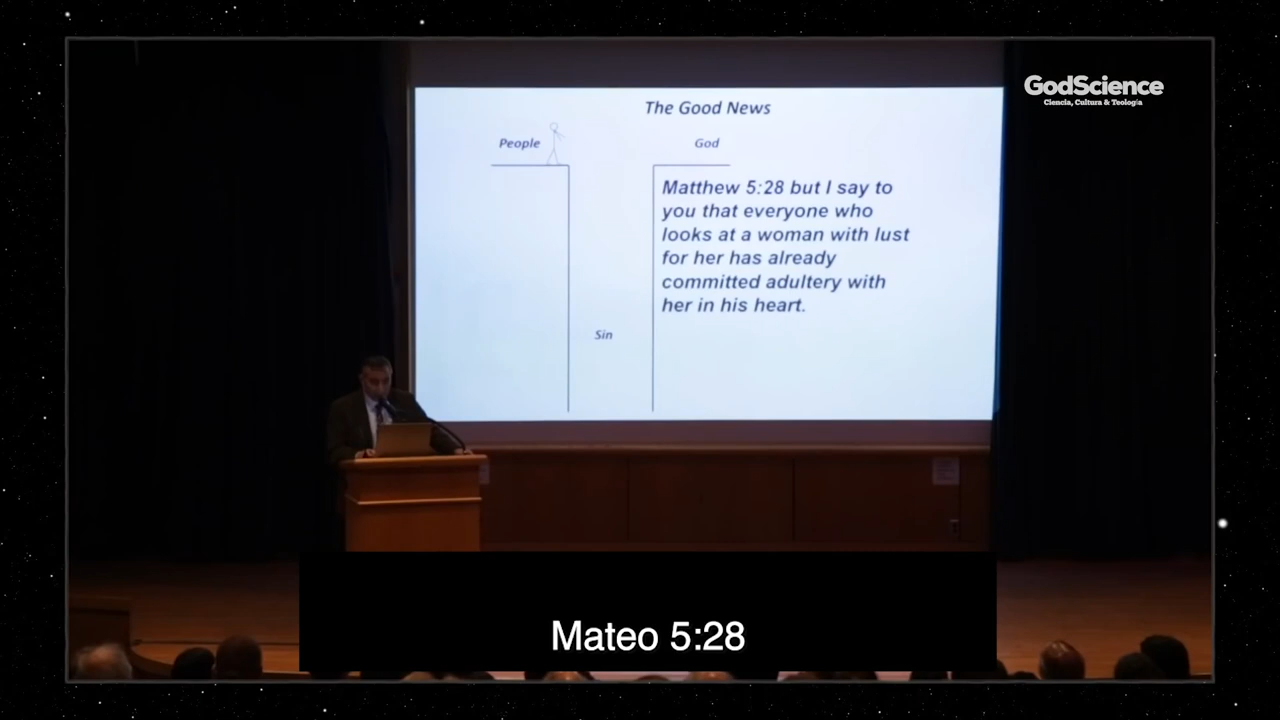 GodScience
Ciencia, Cultura & Teología
The Good News
People
God
Matthew 5:28 but I say to
you that everyone who
looks at a woman with lust
for her has already
committed adultery with
her in his heart.
Sin
Mateo 5:28